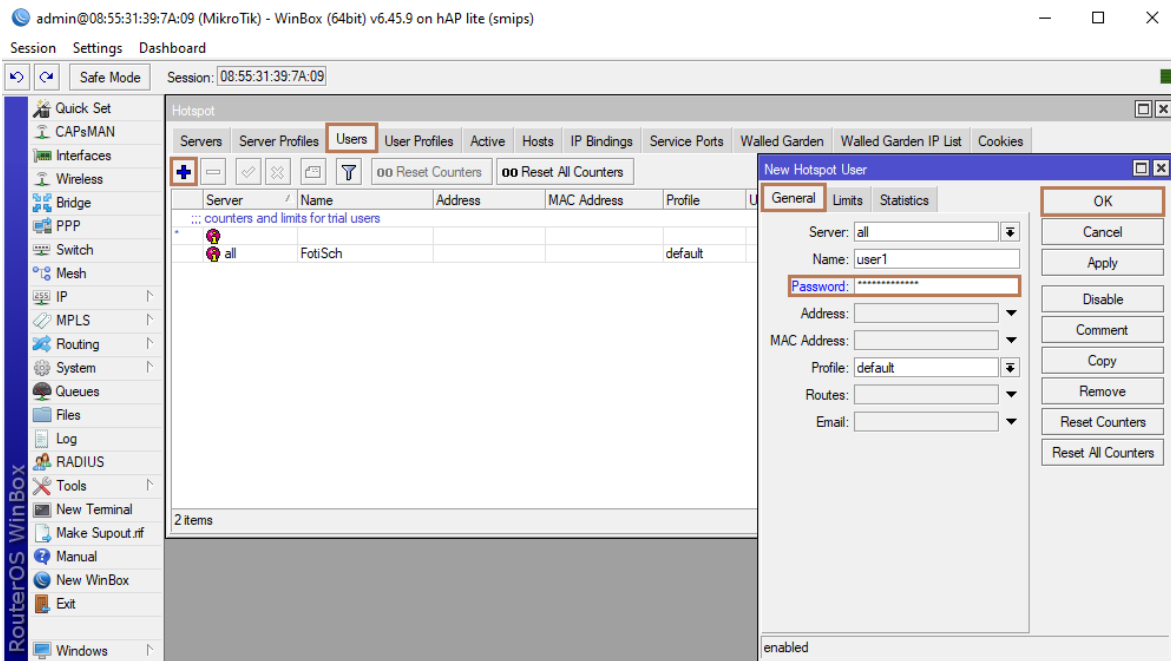 admin@08:55:31:39:7A:09 (MikroTik) - WinBox (64bit) v6.45.9 on hAP lite (smips)
Session Settings Dashboard
Safe Mode Session: 08:55:31:39:7A:09
RouterOS WinBox
Quick Set
CAPsMAN
Interfaces
Wireless
Bridge
PPP
Switch
Mesh
IP
MPLS
Routing
System
Queues
Files
Log
RADIUS
Tools
New Terminal
Make Supout.rif
Manual
New WinBox
Exit
Windows
Hotspot
Servers Server Profiles Users User Profiles Active Hosts IP Bindings Service Ports Walled Garden Walled Garden IP List Cookies
00 Reset Counters 00 Reset All Counters
Server Name Address MAC Address Profile U
;;; counters and limits for trial users
*
all FotiSch default
2 items
New Hotspot User
General Limits Statistics
Server: all
Name: user1
Password: *************
Address:
MAC Address:
Profile: default
Routes:
Email:
OK
Cancel
Apply
Disable
Comment
Copy
Remove
Reset Counters
Reset All Counters
enabled